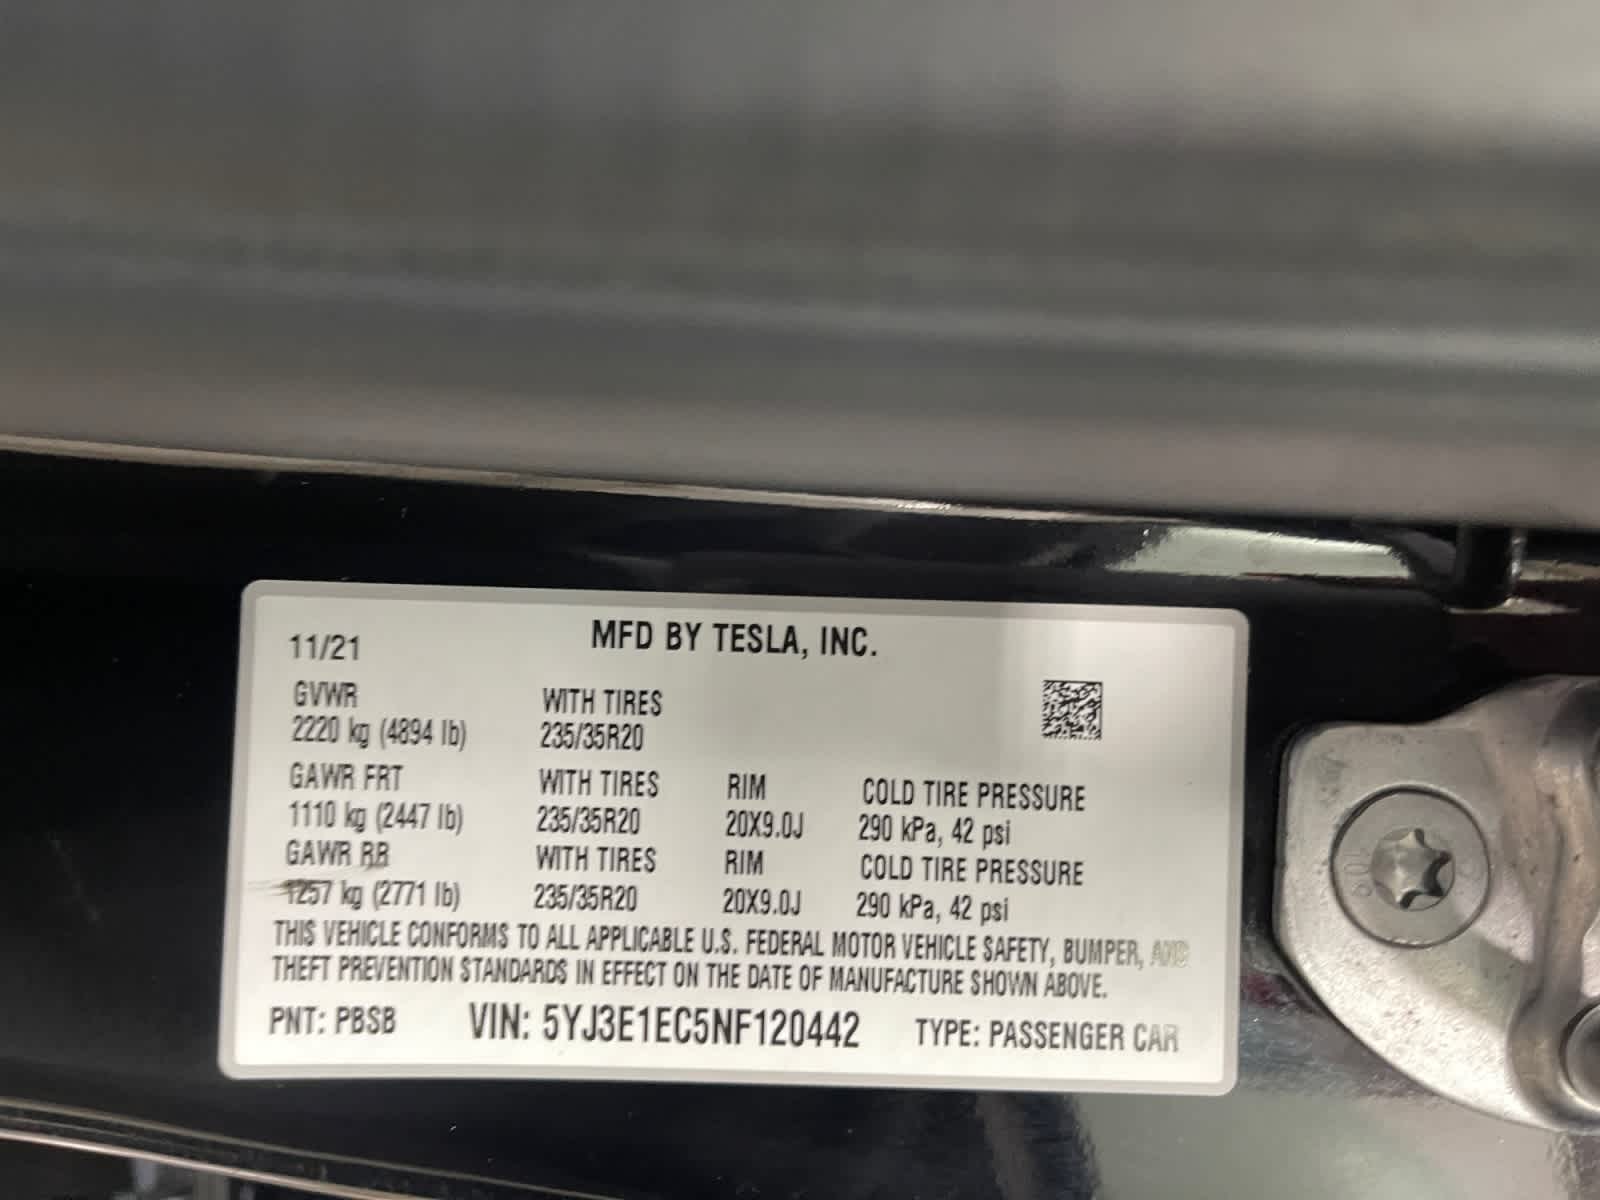 MFD BY TESLA, INC.
11/21
GVWR WITH TIRES
2220 kg (4894 lb) 235/35R20
GAWR FRT WITH TIRES RIM COLD TIRE PRESSURE
1110 kg (2447 lb) 235/35R20 20X9.0J 290 kPa, 42 psi
GAWR RR WITH TIRES RIM COLD TIRE PRESSURE
1257 kg (2771 lb) 235/35R20 20X9.0J 290 kPa, 42 psi
THIS VEHICLE CONFORMS TO ALL APPLICABLE U.S. FEDERAL MOTOR VEHICLE SAFETY, BUMPER, AND
THEFT PREVENTION STANDARDS IN EFFECT ON THE DATE OF MANUFACTURE SHOWN ABOVE.
PNT: PBSB VIN: 5YJ3E1EC5NF120442 TYPE: PASSENGER CAR